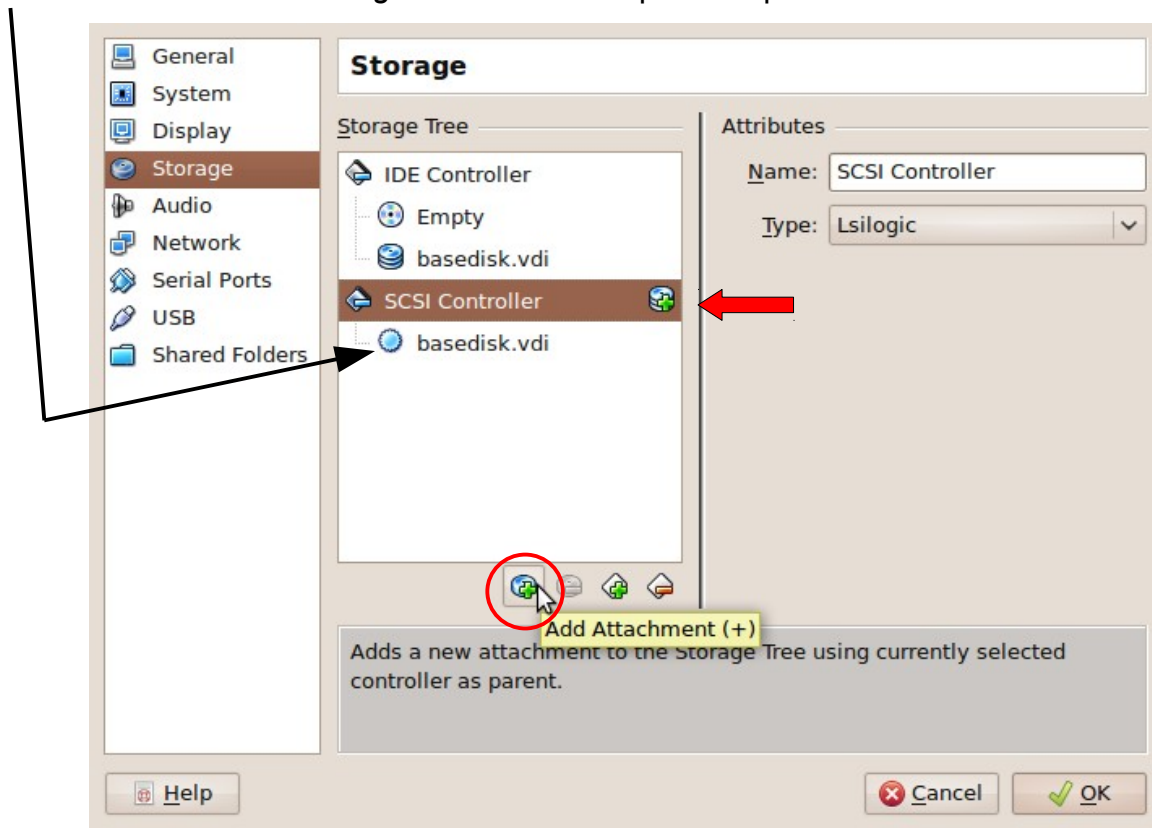 General
System
Display
Storage
Audio
Network
Serial Ports
USB
Shared Folders
Storage
Storage Tree
IDE Controller
Empty
basedisk.vdi
SCSI Controller
basedisk.vdi
Attributes
Name: SCSI Controller
Type: Lsilogic
Add Attachment (+)
Adds a new attachment to the Storage Tree using currently selected
controller as parent.
Help
Cancel
OK